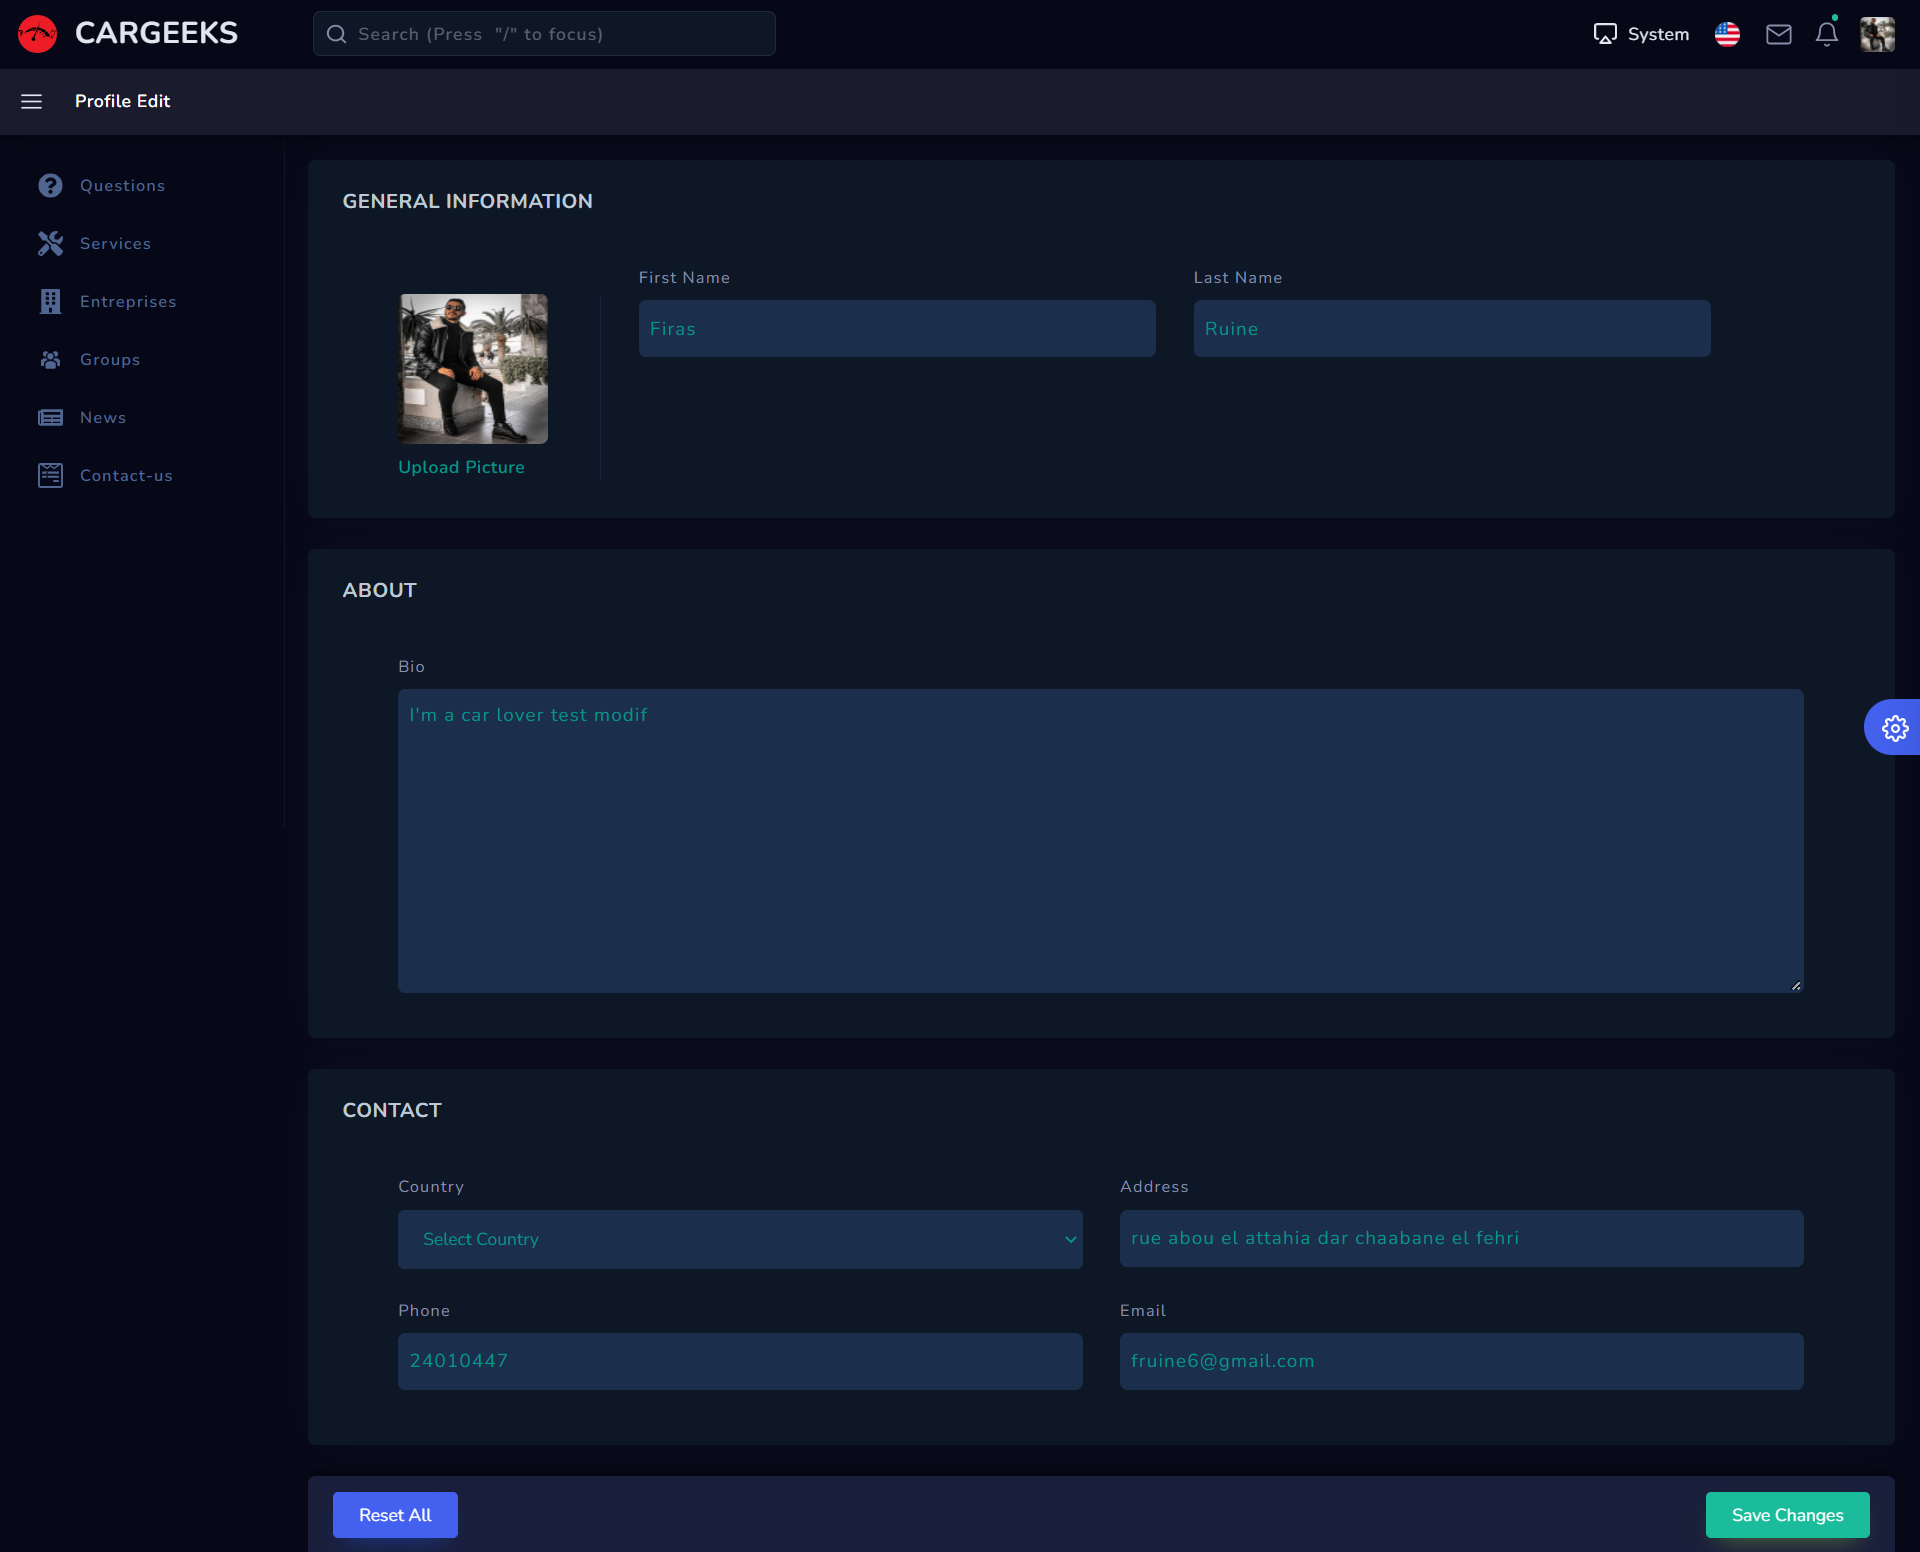 CARGEEKS
Search (Press "/" to focus)
System
Profile Edit
Questions
Services
Entreprises
Groups
News
Contact-us
GENERAL INFORMATION
First Name
Last Name
Firas
Ruine
Upload Picture
ABOUT
Bio
I'm a car lover test modif
CONTACT
Country
Address
Select Country
rue abou el attahia dar chaabane el fehri
Phone
Email
24010447
fruine6@gmail.com
Reset All
Save Changes